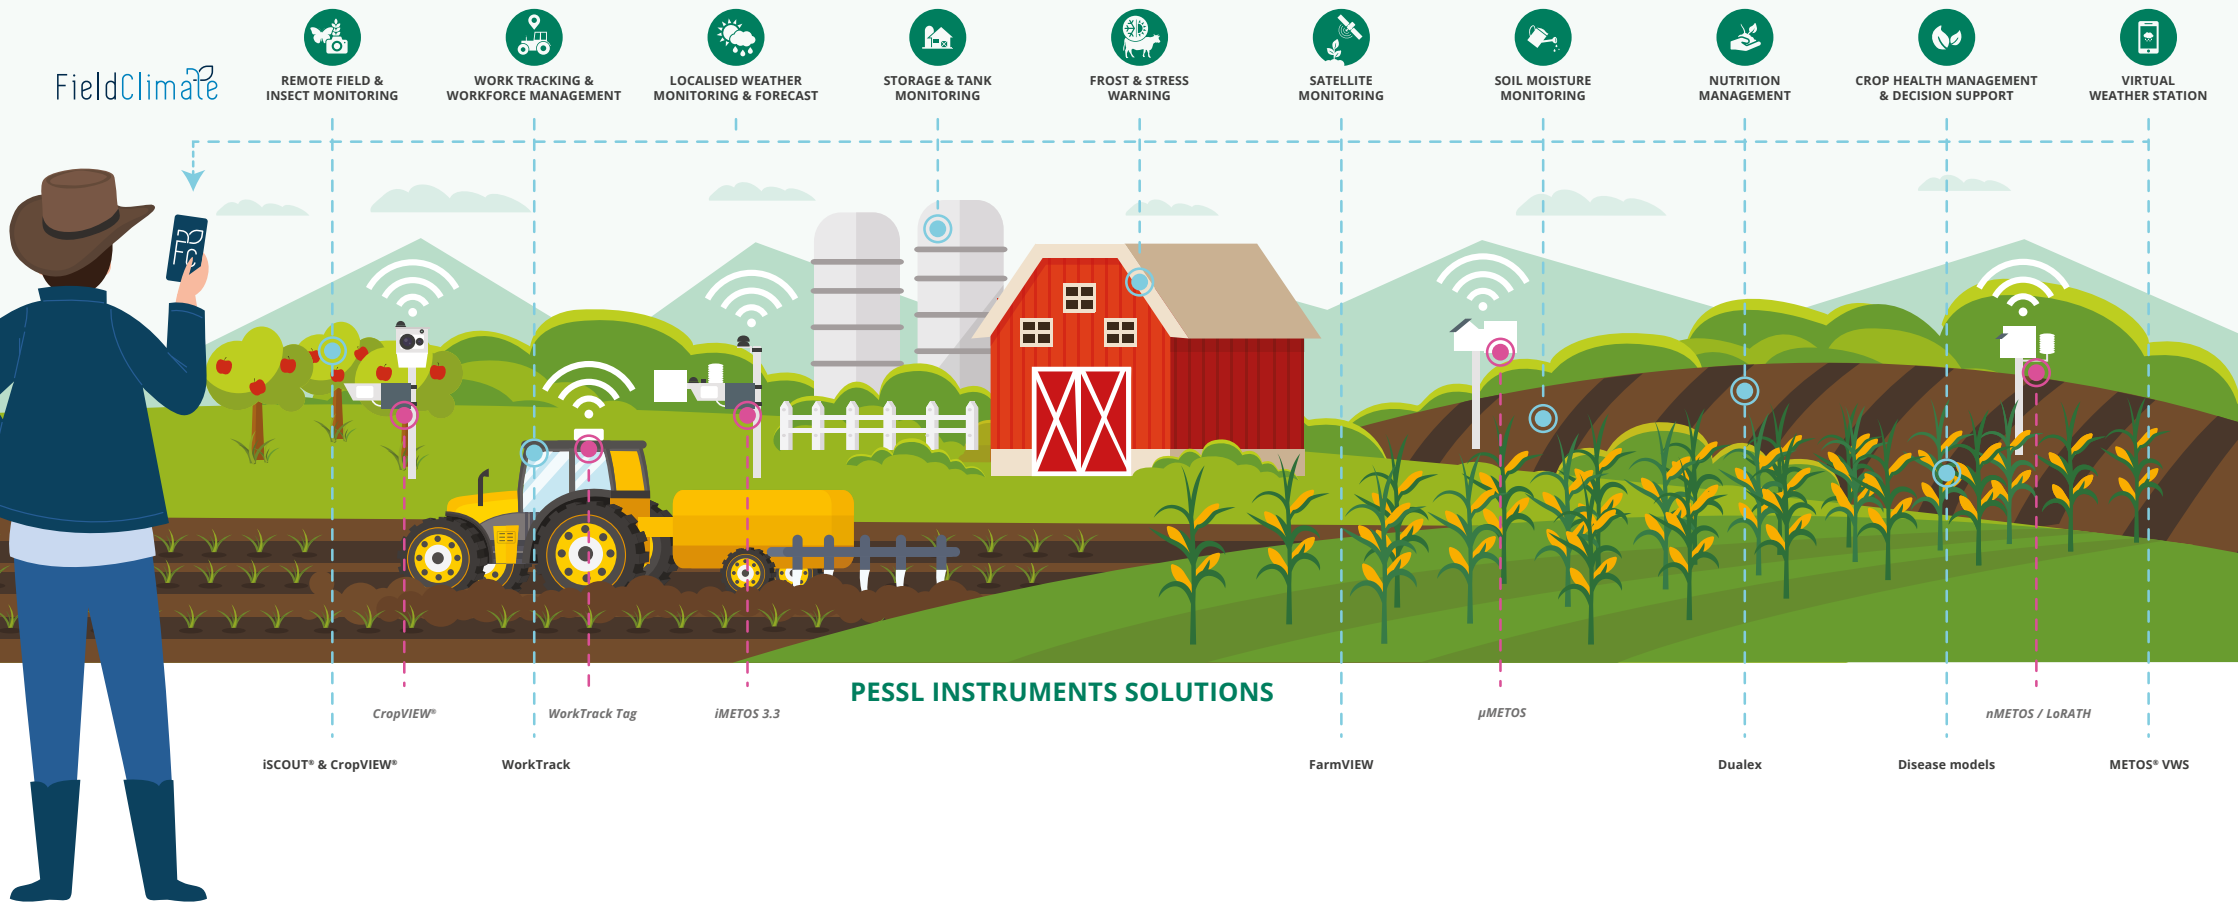 FieldClimate
REMOTE FIELD &
INSECT MONITORING
WORK TRACKING &
WORKFORCE MANAGEMENT
LOCALISED WEATHER
MONITORING & FORECAST
STORAGE & TANK
MONITORING
FROST & STRESS
WARNING
SATELLITE
MONITORING
SOIL MOISTURE
MONITORING
NUTRITION
MANAGEMENT
CROP HEALTH MANAGEMENT
& DECISION SUPPORT
VIRTUAL
WEATHER STATION
Fc
PESSL INSTRUMENTS SOLUTIONS
CropVIEW®
WorkTrack Tag
iMETOS 3.3
µMETOS
nMETOS / LoRATH
iSCOUT® & CropVIEW®
WorkTrack
FarmVIEW
Dualex
Disease models
METOS® VWS